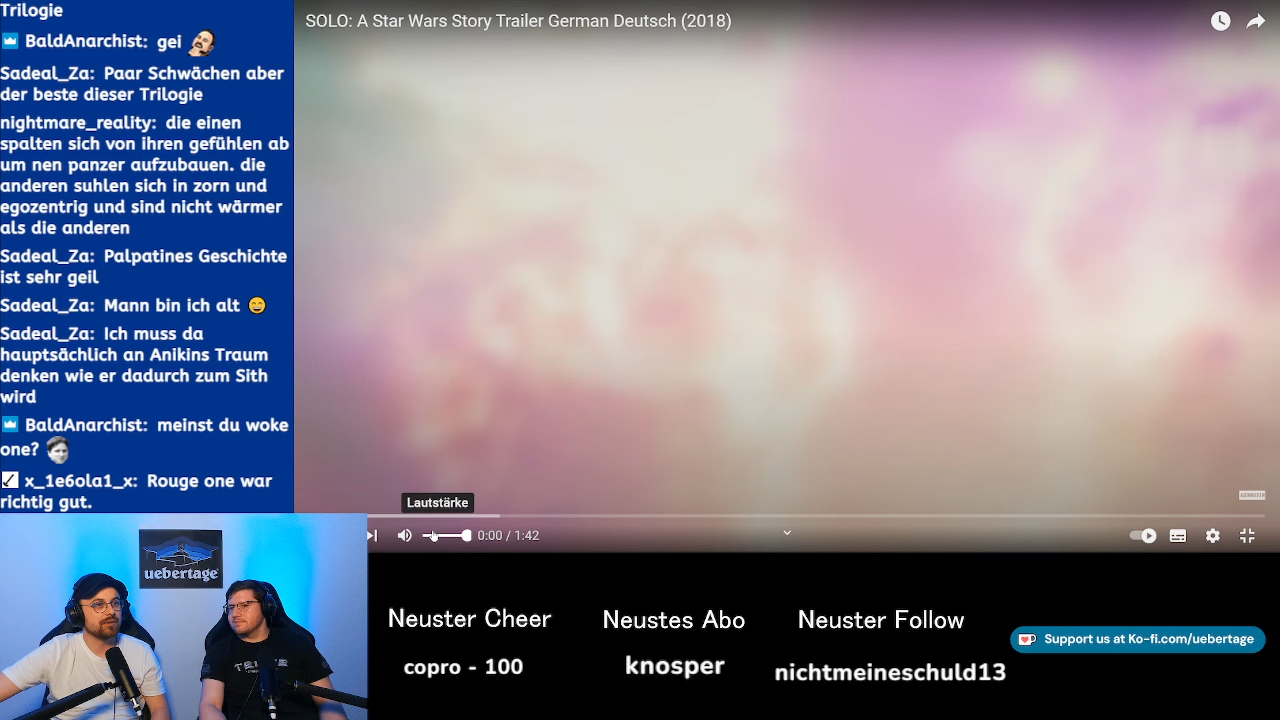 Trilogie
BaldAnarchist: gei
Sadeal_Za: Paar Schwächen aber
der beste dieser Trilogie
nightmare_reality: die einen
spalten sich von ihren gefühlen ab
um nen panzer aufzubauen. die
anderen suhlen sich in zorn und
egozentrig und sind nicht wärmer
als die anderen
Sadeal_Za: Palpatines Geschichte
ist sehr geil
Sadeal_Za: Mann bin ich alt
Sadeal_Za: Ich muss da
hauptsächlich an Anikins Traum
denken wie er dadurch zum Sith
wird
BaldAnarchist: meinst du woke
one?
x_1e6ola1_x: Rouge one war
richtig gut.
SOLO: A Star Wars Story Trailer German Deutsch (2018)
Lautstärke
0:00 / 1:42
uebertage
Neuster Cheer
copro - 100
Neustes Abo
knosper
Neuster Follow
nichtmeineschuld13
Support us at Ko-fi.com/uebertage